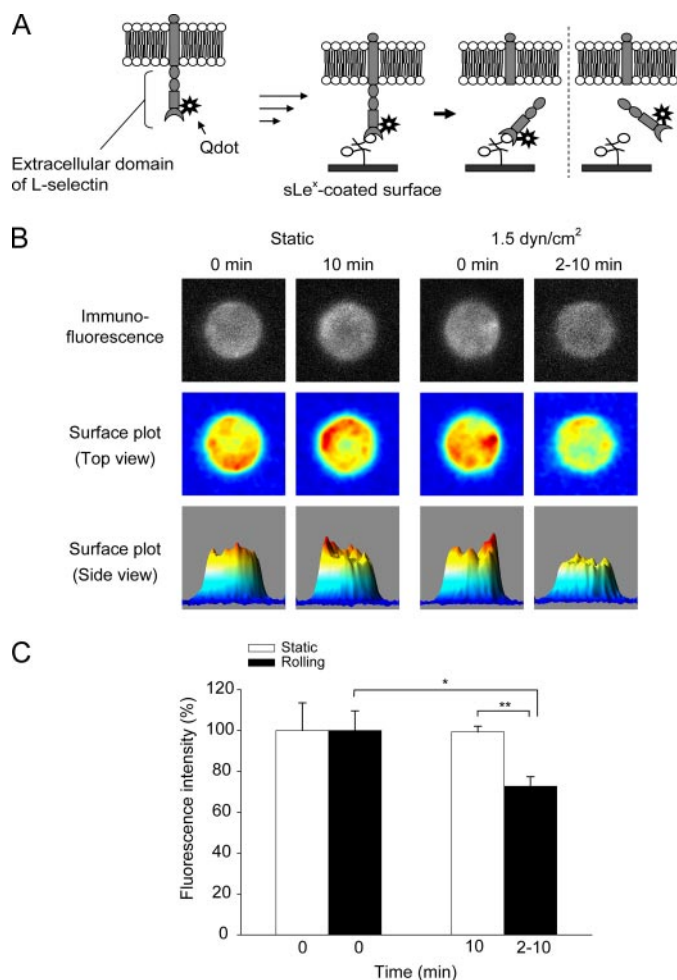 A
Qdot
Extracellular domain
of L-selectin
sLeˣ-coated surface
B
Static
1.5 dyn/cm²
0 min
10 min
0 min
2-10 min
Immuno-
fluorescence
Surface plot
(Top view)
Surface plot
(Side view)
C
Static
Rolling
Fluorescence intensity (%)
120
100
80
60
40
20
0
*
**
0
0
10
2-10
Time (min)